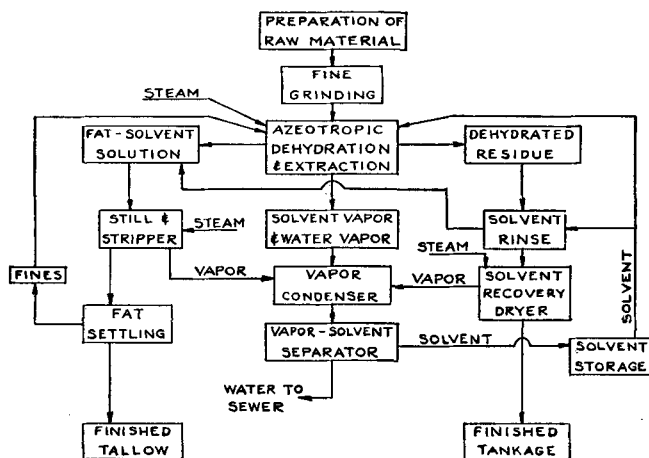 PREPARATION OF
RAW MATERIAL
FINE
GRINDING
STEAM
FAT-SOLVENT
SOLUTION
AZEOTROPIC
DEHYDRATION
& EXTRACTION
DEHYDRATED
RESIDUE
STILL &
STRIPPER
STEAM
SOLVENT VAPOR
& WATER VAPOR
SOLVENT
RINSE
STEAM
FINES
VAPOR
VAPOR
CONDENSER
VAPOR
SOLVENT
RECOVERY
DRYER
SOLVENT
FAT
SETTLING
VAPOR-SOLVENT
SEPARATOR
SOLVENT
SOLVENT
STORAGE
WATER TO
SEWER
FINISHED
TALLOW
FINISHED
TANKAGE